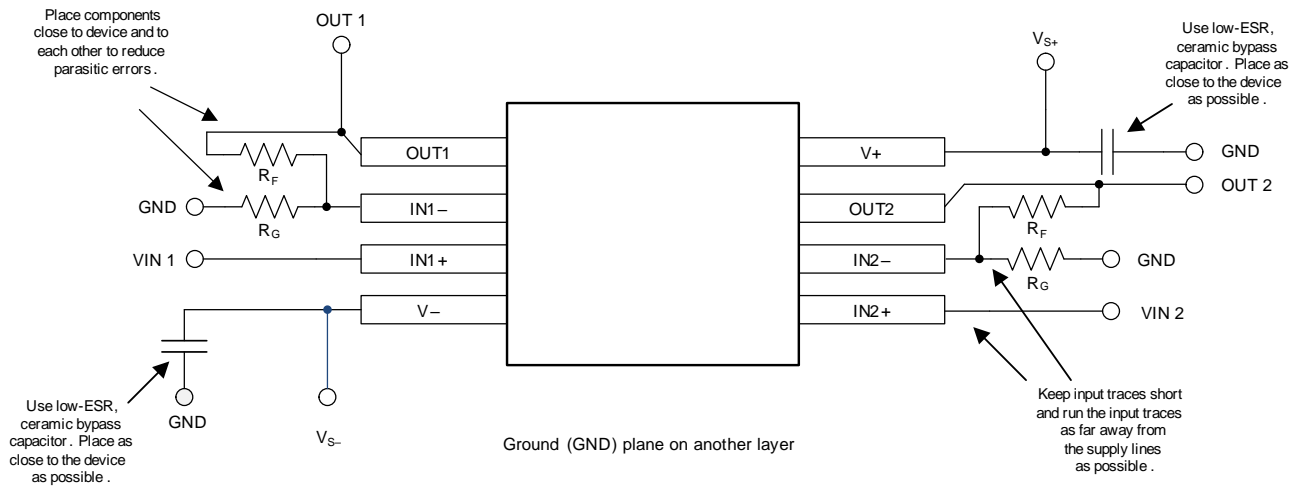 Place components
close to device and to
each other to reduce
parasitic errors .
OUT 1
VS+
Use low-ESR,
ceramic bypass
capacitor . Place as
close to the device
as possible .
OUT1
V+
GND
RF
OUT 2
GND
IN1–
OUT2
RG
RF
VIN 1
IN1+
IN2–
GND
RG
V–
IN2+
VIN 2
Use low-ESR,
ceramic bypass
capacitor . Place as
close to the device
as possible .
GND
VS–
Ground (GND) plane on another layer
Keep input traces short
and run the input traces
as far away from
the supply lines
as possible .